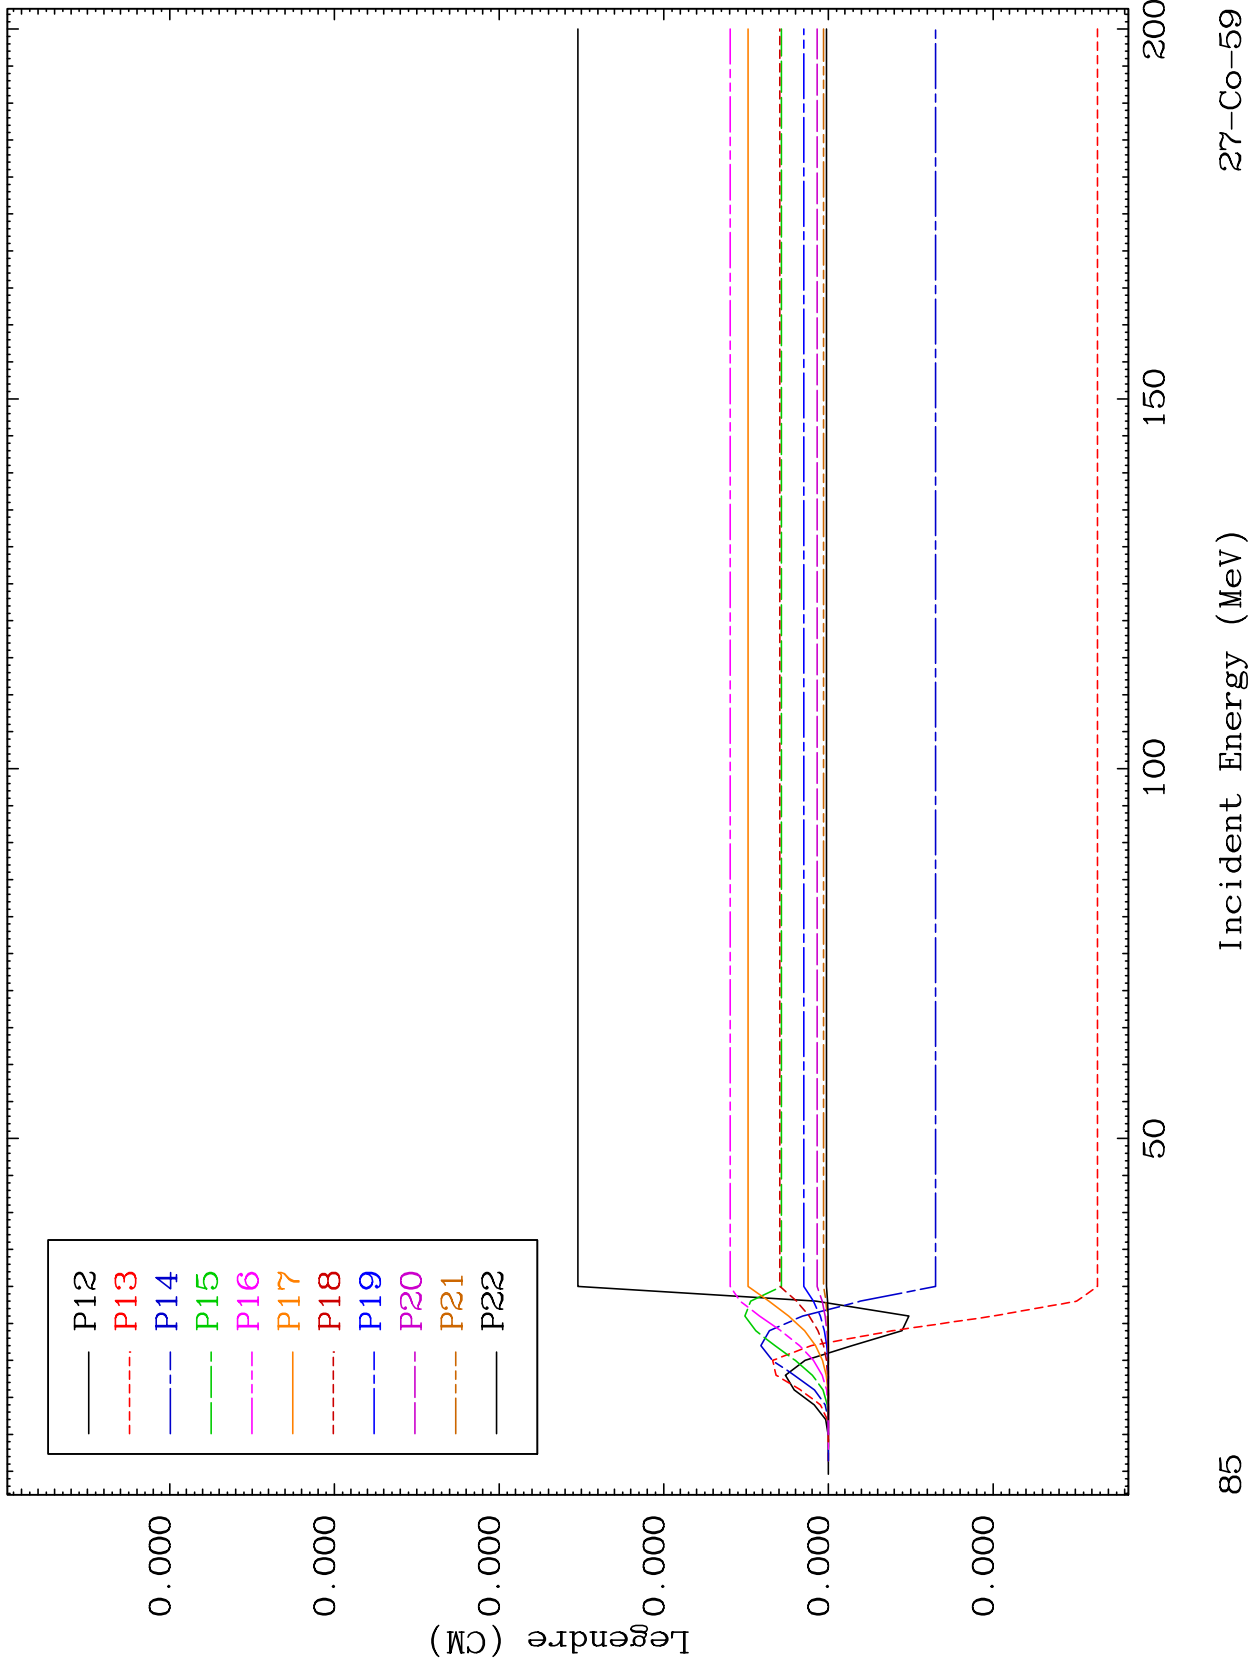 P12
P13
P14
P15
P16
P17
P18
P19
P20
P21
P22
0.000
0.000
0.000
0.000
0.000
0.000
Legendre (CM)
50
100
150
200
Incident Energy (MeV)
85
27-Co-59